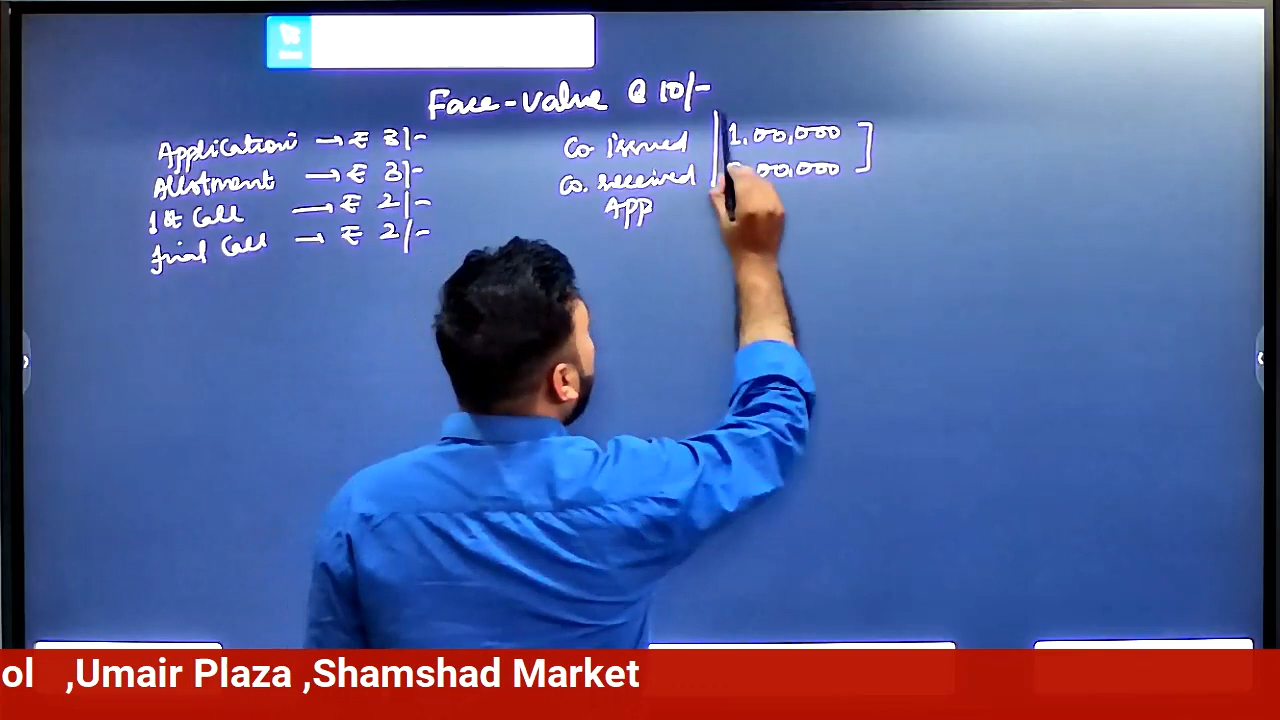 Face-value @ 10/-
Application → ₹ 3/-
Allotment → ₹ 3/-
1st Call → ₹ 2/-
final Call → ₹ 2/-
Co issued 1,00,000
Co. received 00,000
App
ol ,Umair Plaza ,Shamshad Market